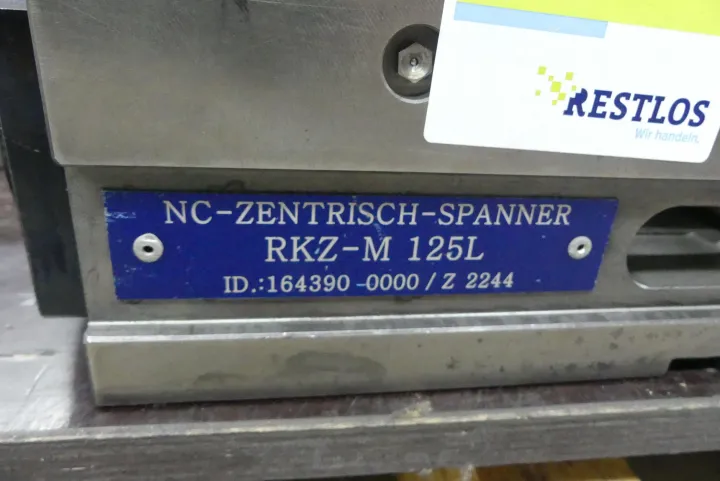 RESTLOS
Wir handeln.
NC-ZENTRISCH-SPANNER
RKZ-M 125L
ID.:164390-0000/Z 2244